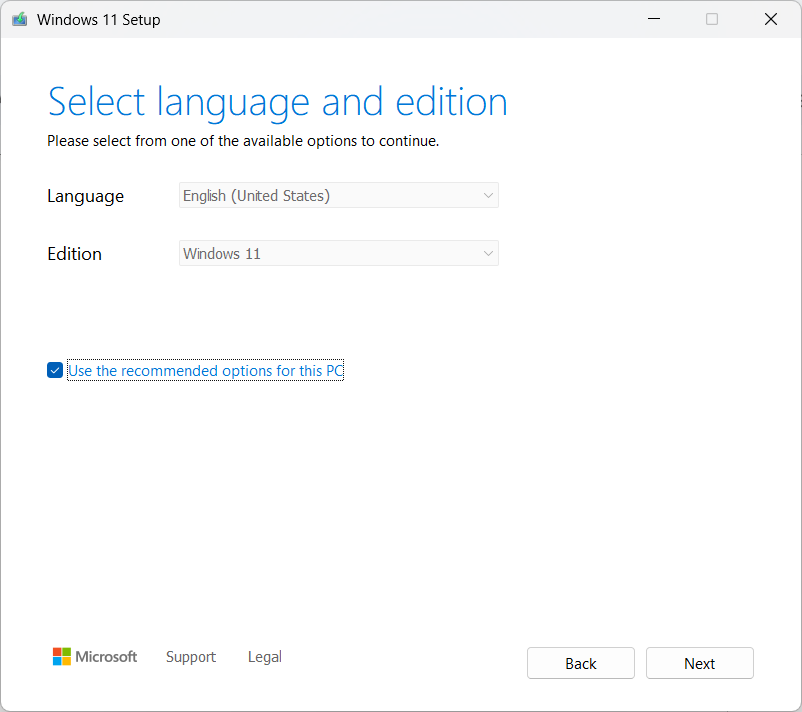 Windows 11 Setup
Select language and edition
Please select from one of the available options to continue.
Language English (United States)
Edition Windows 11
Use the recommended options for this PC
Microsoft Support Legal Back Next